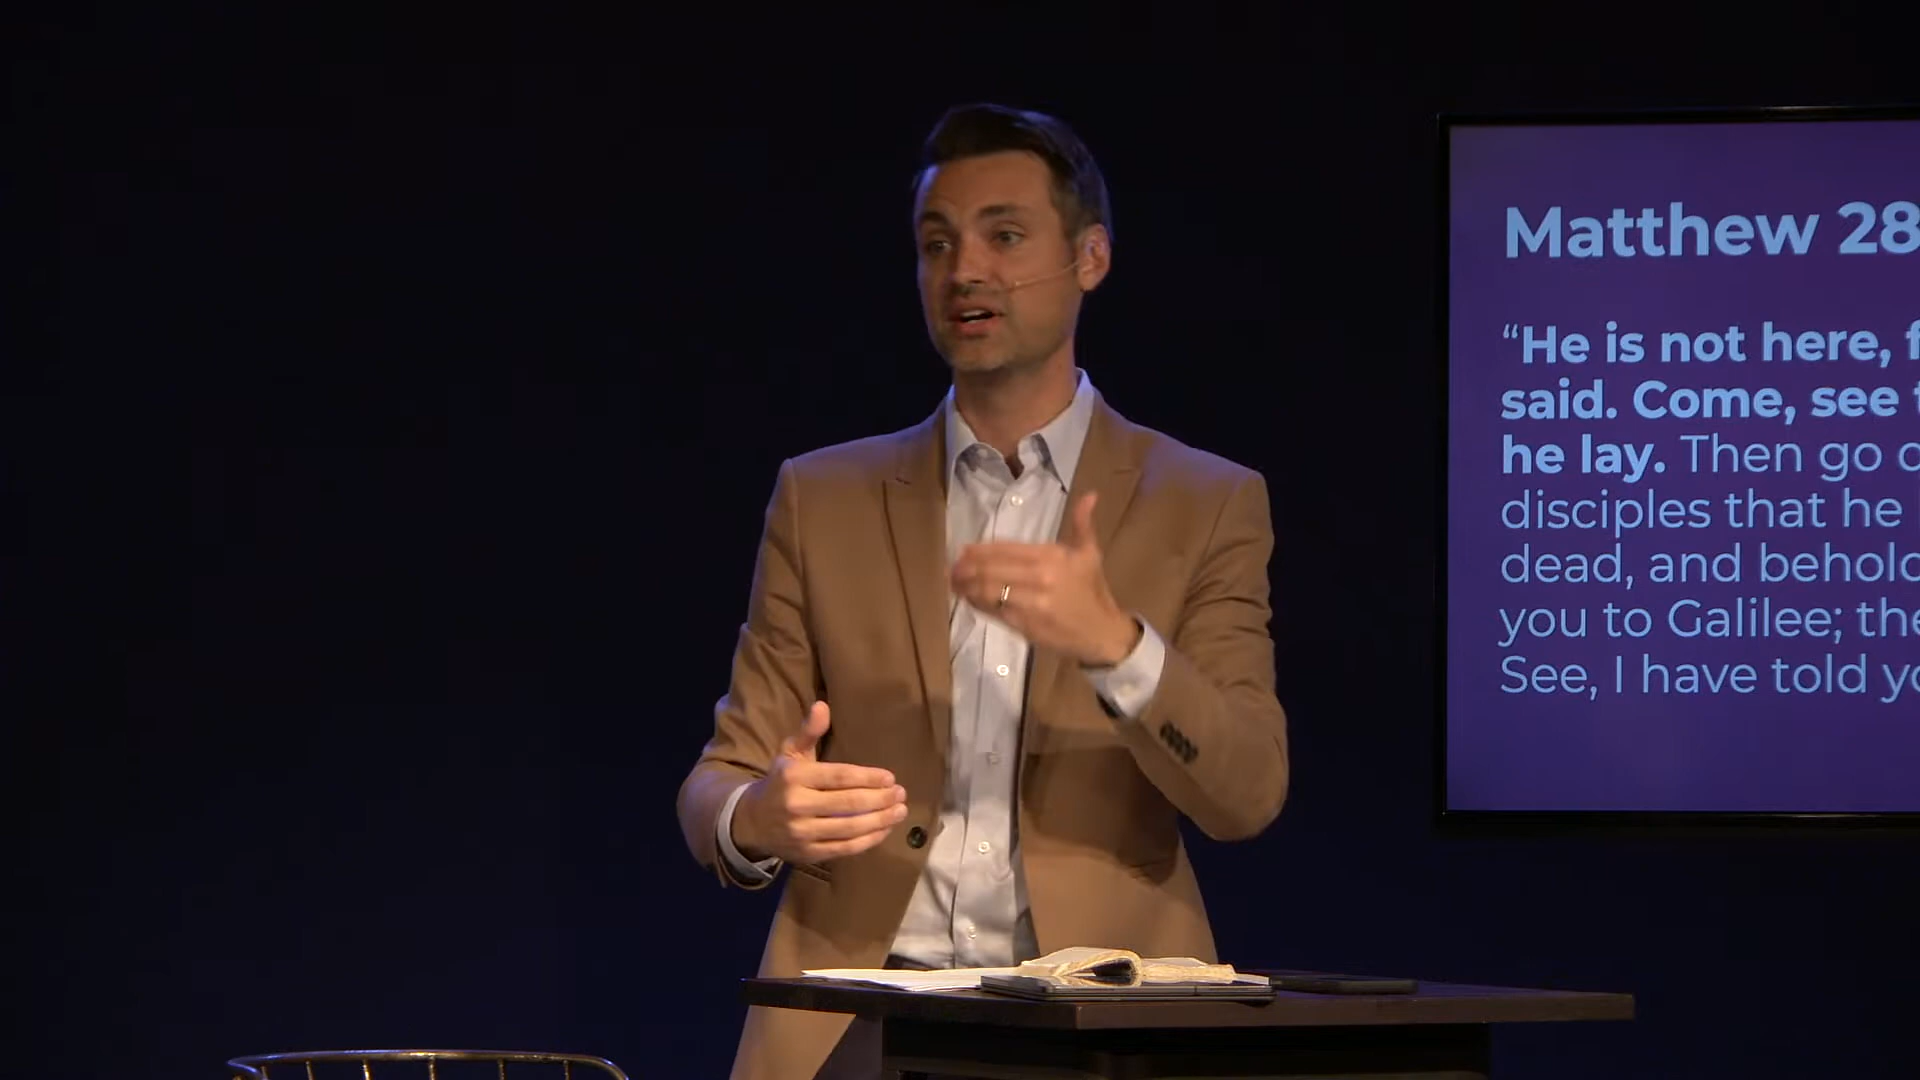 Matthew 28
“He is not here,
said. Come, see
he lay. Then go
disciples that he
dead, and behold
you to Galilee;
See, I have told